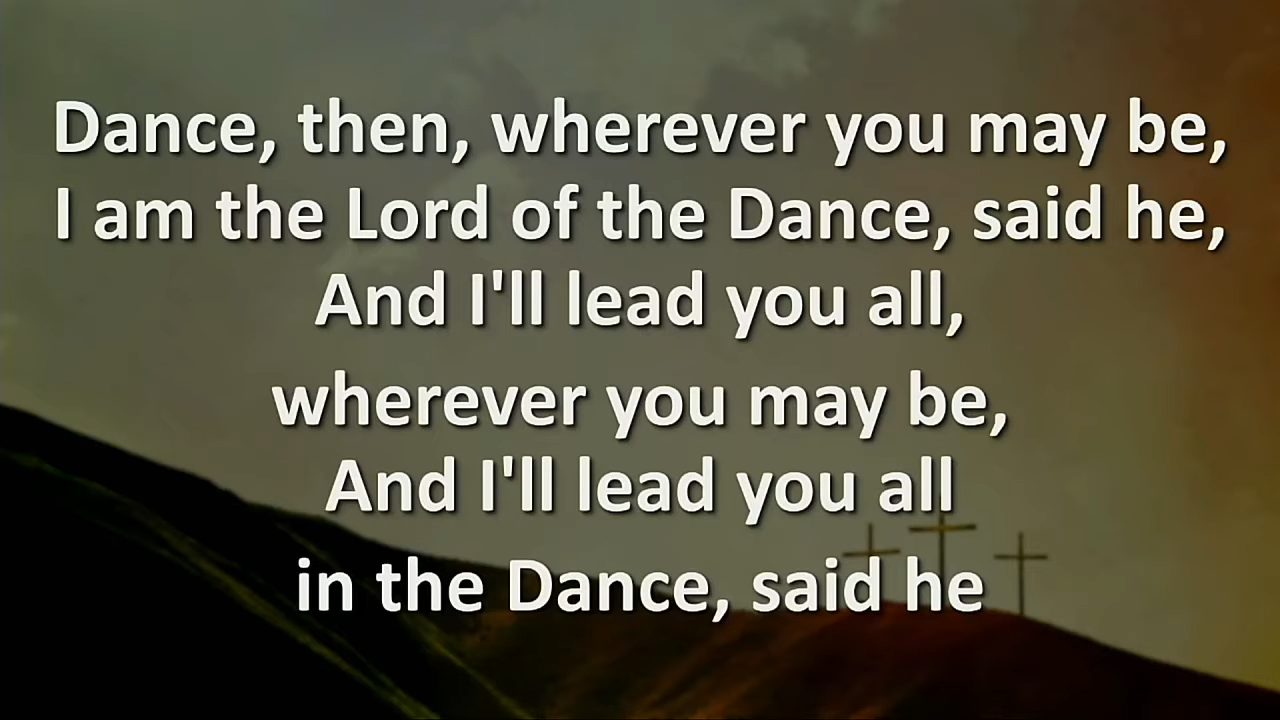 Dance, then, wherever you may be,
I am the Lord of the Dance, said he,
And I'll lead you all,
wherever you may be,
And I'll lead you all
in the Dance, said he